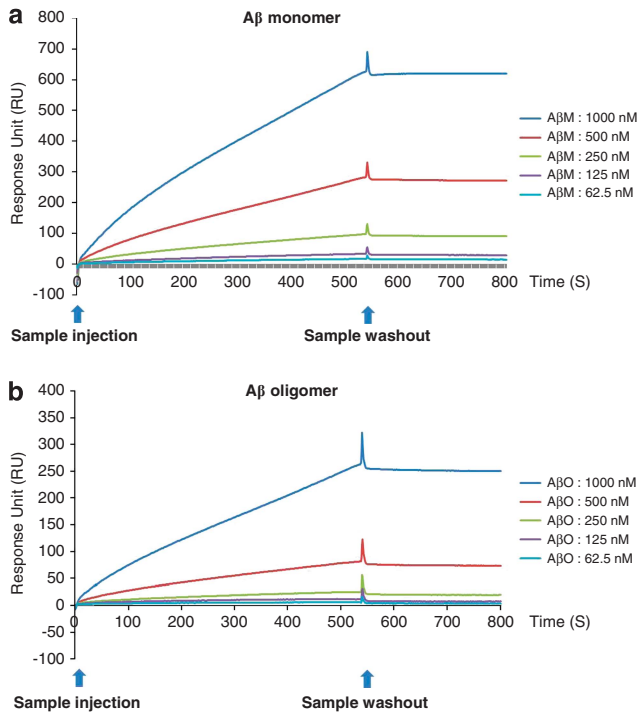 a
Aβ monomer
800
700
600
500
400
300
200
100
0
-100
Response Unit (RU)
0 100 200 300 400 500 600 700 800
Time (S)
AβM : 1000 nM
AβM : 500 nM
AβM : 250 nM
AβM : 125 nM
AβM : 62.5 nM
Sample injection
Sample washout
b
Aβ oligomer
400
350
300
250
200
150
100
50
0
-50
-100
Response Unit (RU)
0 100 200 300 400 500 600 700 800
Time (S)
AβO : 1000 nM
AβO : 500 nM
AβO : 250 nM
AβO : 125 nM
AβO : 62.5 nM
Sample injection
Sample washout